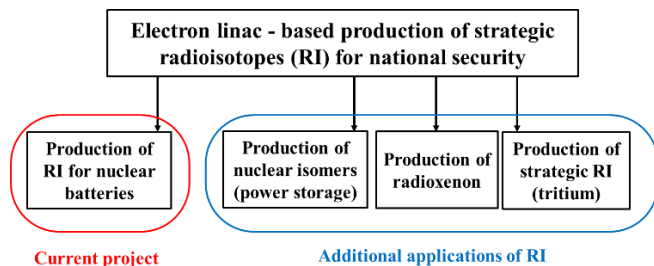 Electron linac - based production of strategic
radioisotopes (RI) for national security
Production of
RI for nuclear
batteries
Production of
nuclear isomers
(power storage)
Production of
radioxenon
Production of
strategic RI
(tritium)
Current project
Additional applications of RI